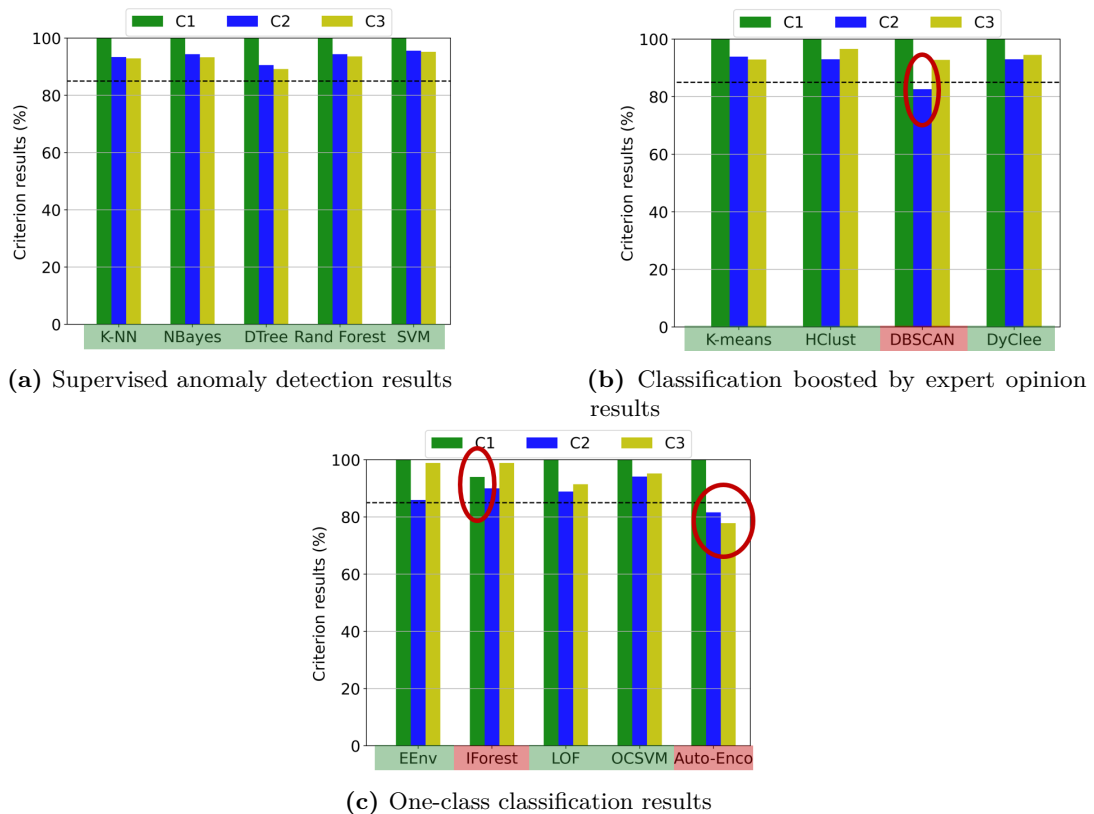 C1 C2 C3
Criterion results (%)
100
80
60
40
20
0
K-NN NBayes DTree Rand Forest SVM
(a) Supervised anomaly detection results
C1 C2 C3
Criterion results (%)
100
80
60
40
20
0
K-means HClust DBSCAN DyClee
(b) Classification boosted by expert opinion
results
C1 C2 C3
Criterion results (%)
100
80
60
40
20
0
EEnv IForest LOF OCSVM Auto-Enco
(c) One-class classification results